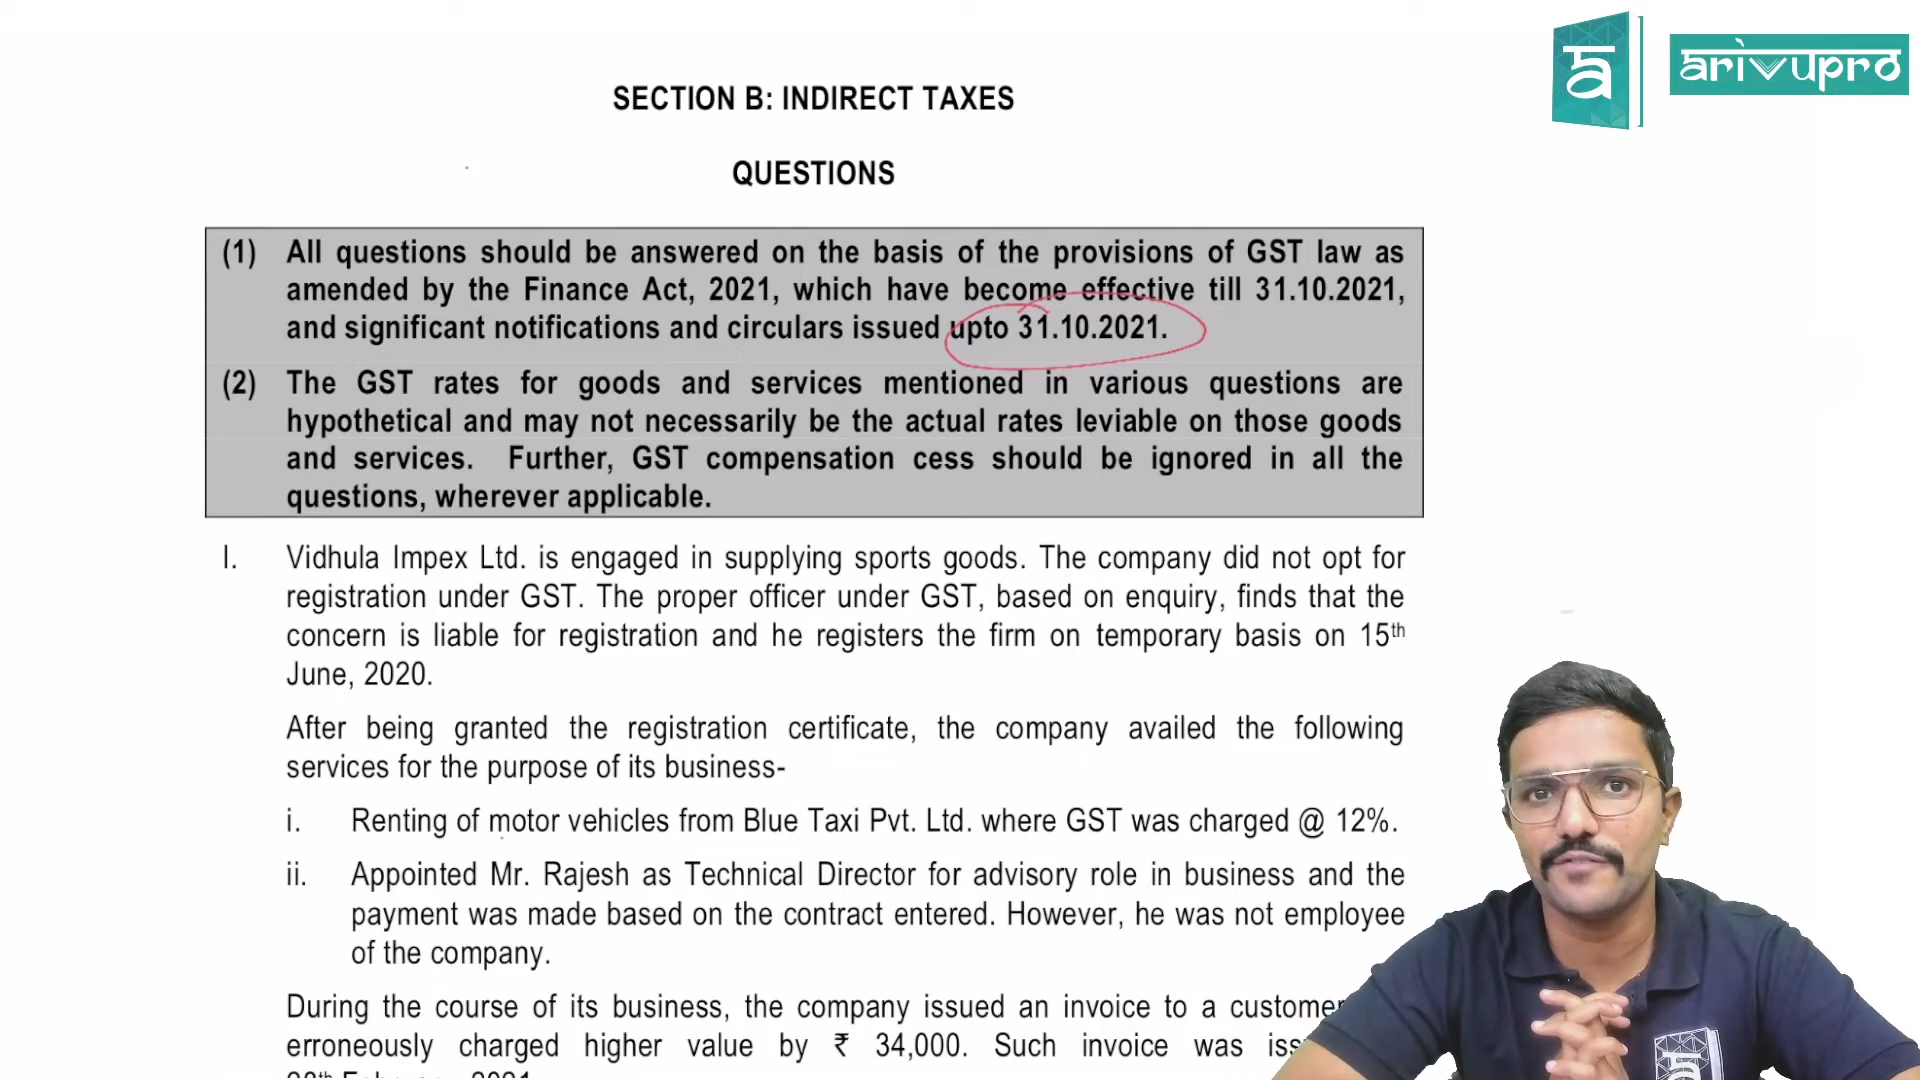 arivupro
SECTION B: INDIRECT TAXES
QUESTIONS
(1) All questions should be answered on the basis of the provisions of GST law as
amended by the Finance Act, 2021, which have become effective till 31.10.2021,
and significant notifications and circulars issued upto 31.10.2021.
(2) The GST rates for goods and services mentioned in various questions are
hypothetical and may not necessarily be the actual rates leviable on those goods
and services. Further, GST compensation cess should be ignored in all the
questions, wherever applicable.
I. Vidhula Impex Ltd. is engaged in supplying sports goods. The company did not opt for
registration under GST. The proper officer under GST, based on enquiry, finds that the
concern is liable for registration and he registers the firm on temporary basis on 15th
June, 2020.
After being granted the registration certificate, the company availed the following
services for the purpose of its business-
i. Renting of motor vehicles from Blue Taxi Pvt. Ltd. where GST was charged @ 12%.
ii. Appointed Mr. Rajesh as Technical Director for advisory role in business and the
payment was made based on the contract entered. However, he was not employee
of the company.
During the course of its business, the company issued an invoice to a customer
erroneously charged higher value by ₹ 34,000. Such invoice was